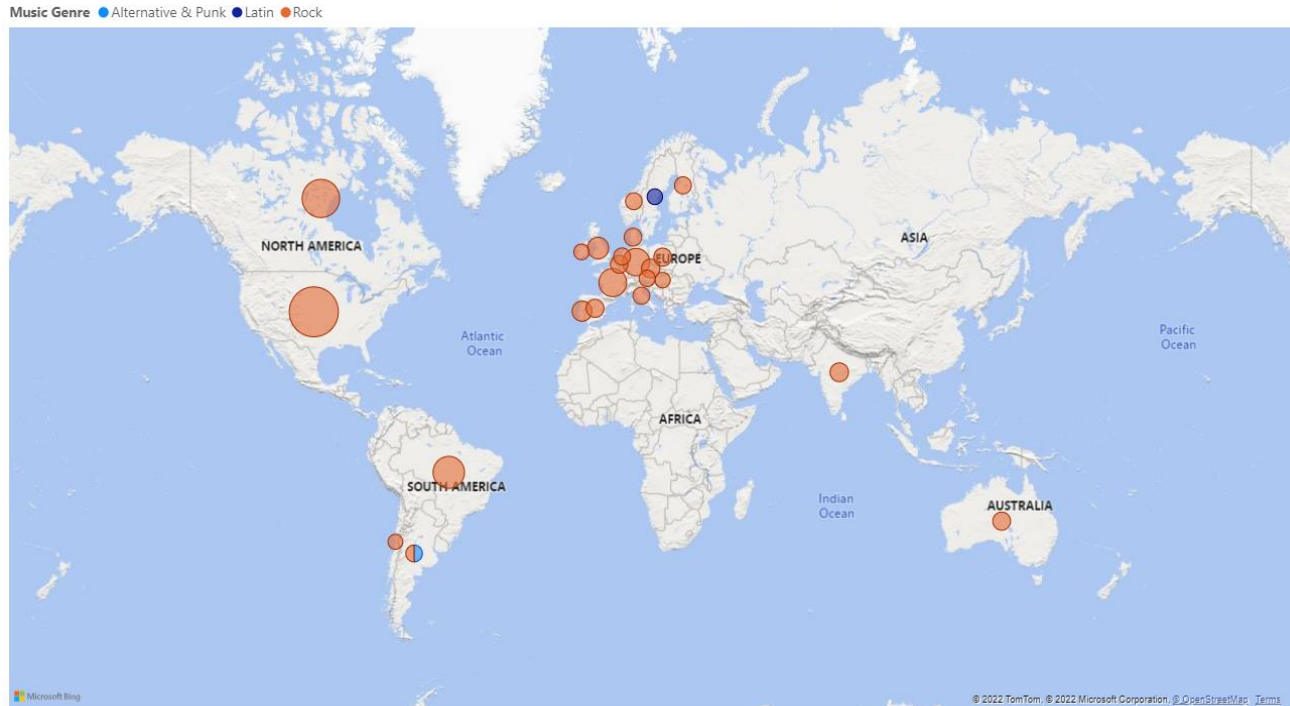 Music Genre Alternative & Punk Latin Rock
NORTH AMERICA
EUROPE
ASIA
Atlantic
Ocean
Pacific
Ocean
AFRICA
SOUTH AMERICA
Indian
Ocean
AUSTRALIA
Microsoft Bing
© 2022 TomTom, © 2022 Microsoft Corporation, © OpenStreetMap Terms